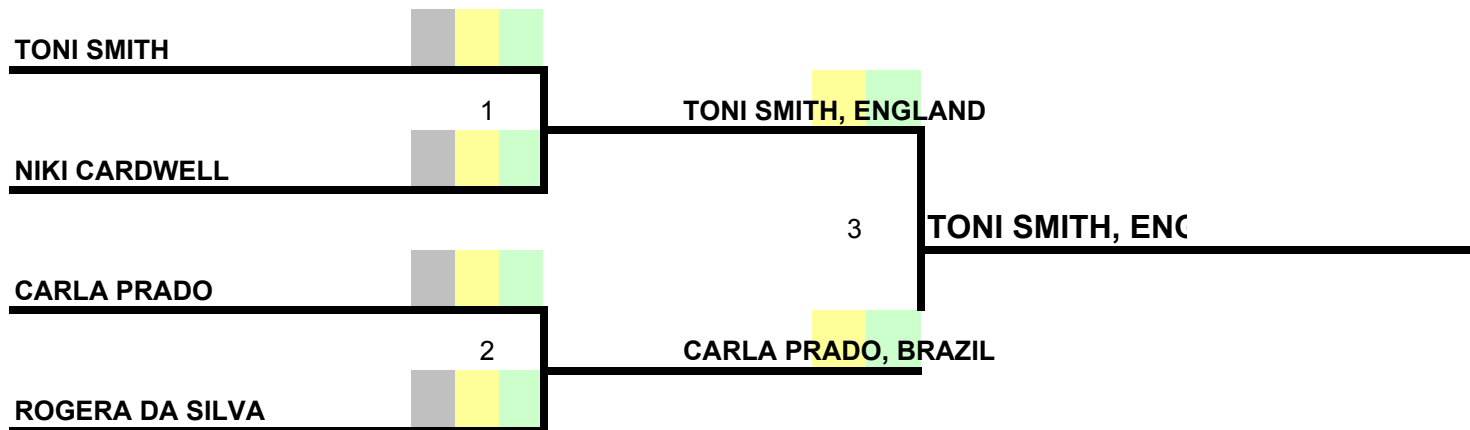 TONI SMITH
1
TONI SMITH, ENGLAND
NIKI CARDWELL
3
TONI SMITH, ENG
CARLA PRADO
2
CARLA PRADO, BRAZIL
ROGERA DA SILVA